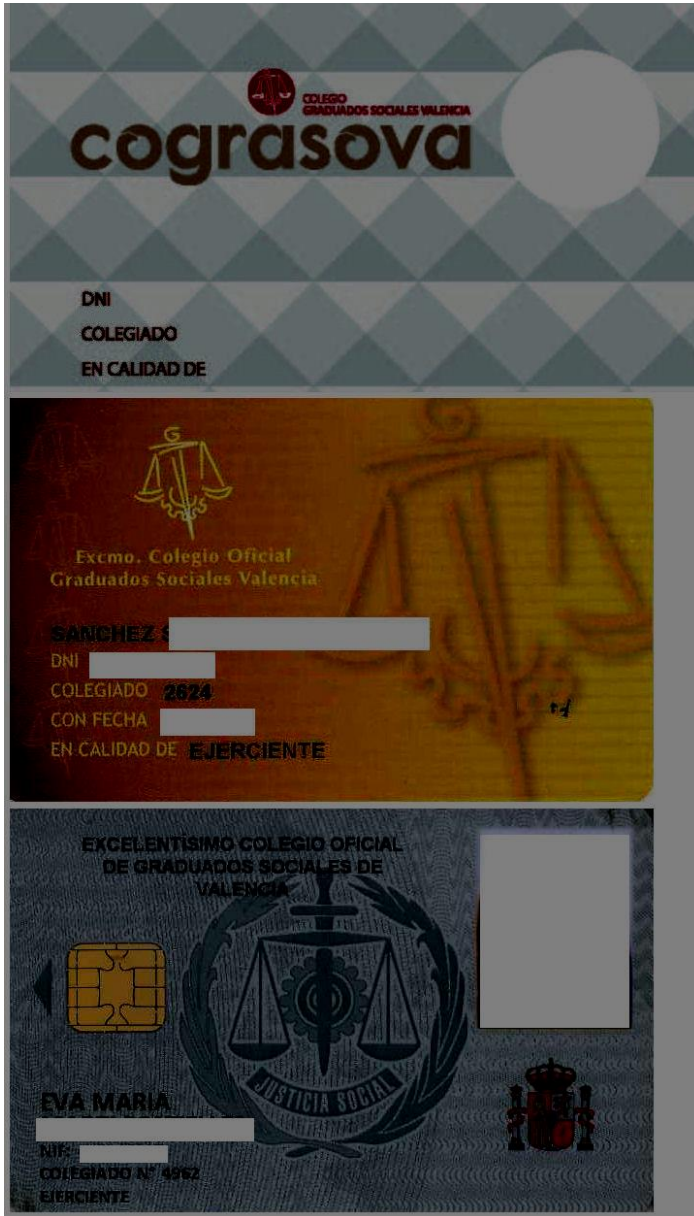 COLEGIO
GRADUADOS SOCIALES VALENCIA
cograsova
DNI
COLEGIADO
EN CALIDAD DE
Excmo. Colegio Oficial
Graduados Sociales Valencia
SANCHEZ S
DNI
COLEGIADO 2624
CON FECHA
EN CALIDAD DE EJERCIENTE
EXCELENTÍSIMO COLEGIO OFICIAL
DE GRADUADOS SOCIALES DE
VALENCIA
JUSTICIA SOCIAL
EVA MARIA
NIF:
COLEGIADO Nº 4962
EJERCIENTE